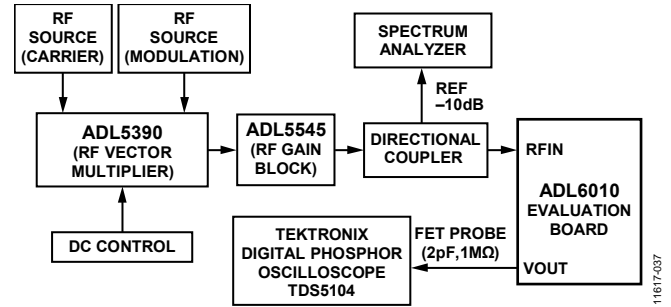 RF
SOURCE
(CARRIER)
RF
SOURCE
(MODULATION)
SPECTRUM
ANALYZER
REF
–10dB
ADL5390
(RF VECTOR
MULTIPLIER)
ADL5545
(RF GAIN
BLOCK)
DIRECTIONAL
COUPLER
RFIN
ADL6010
EVALUATION
BOARD
VOUT
DC CONTROL
TEKTRONIX
DIGITAL PHOSPHOR
OSCILLOSCOPE
TDS5104
FET PROBE
(2pF,1MΩ)
11617-037